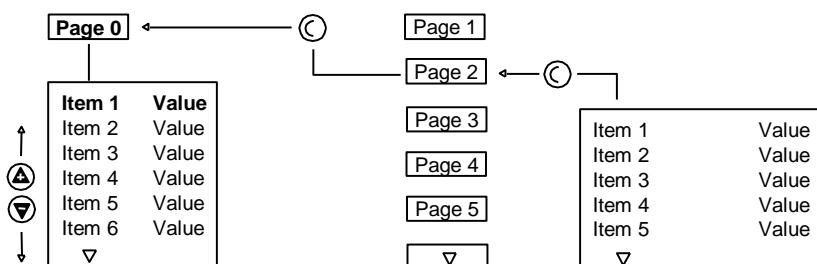 Page 0
Page 1
Page 2
Page 3
Page 4
Page 5
Item 1 Value
Item 2 Value
Item 3 Value
Item 4 Value
Item 5 Value
Item 6 Value
Item 1 Value
Item 2 Value
Item 3 Value
Item 4 Value
Item 5 Value